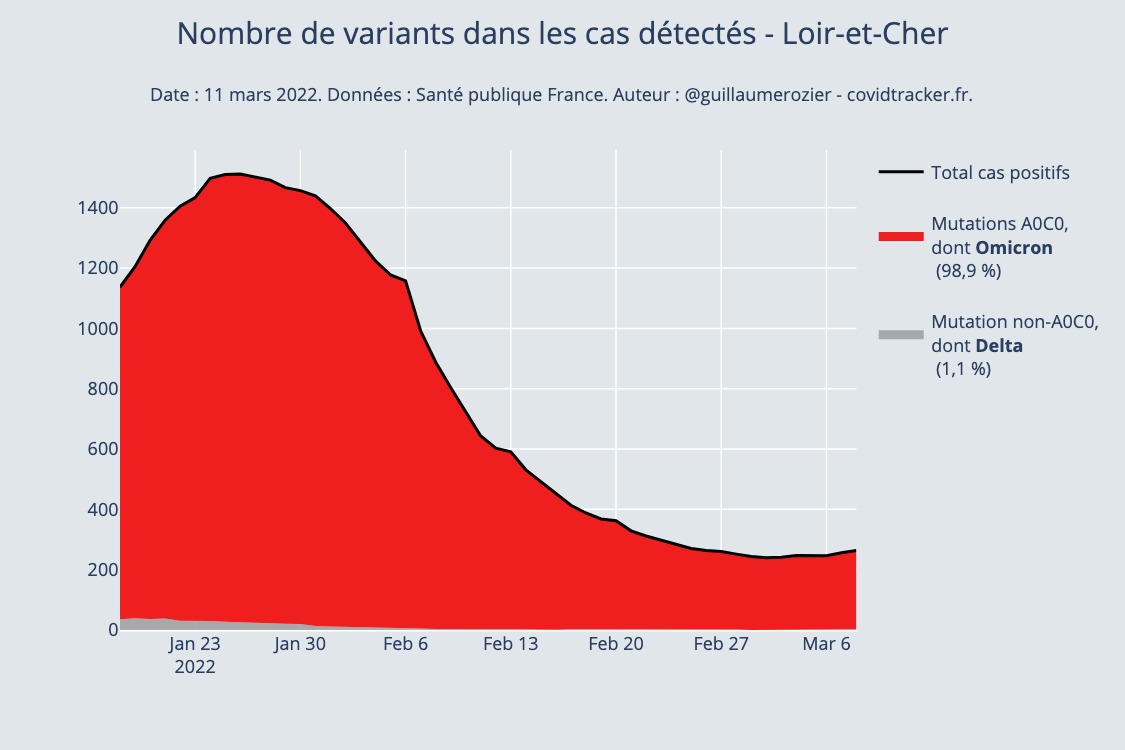 Nombre de variants dans les cas détectés - Loir-et-Cher
Date : 11 mars 2022. Données : Santé publique France. Auteur : @guillaumerozier - covidtracker.fr.
Total cas positifs
Mutations A0C0,
dont Omicron
(98,9 %)
Mutation non-A0C0,
dont Delta
(1,1 %)
1400
1200
1000
800
600
400
200
0
Jan 23
2022
Jan 30
Feb 6
Feb 13
Feb 20
Feb 27
Mar 6